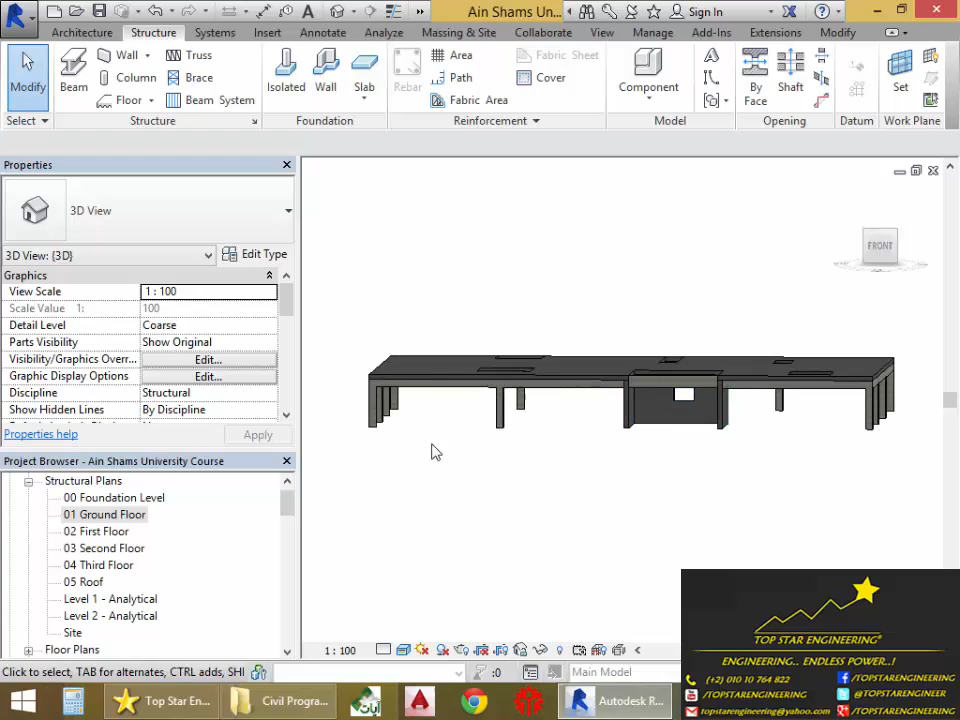 Ain Shams Un...
Sign In
Architecture Structure Systems Insert Annotate Analyze Massing & Site Collaborate View Manage Add-Ins Extensions Modify
Modify
Beam
Wall
Column
Floor
Truss
Brace
Beam System
Isolated
Wall
Slab
Rebar
Area
Path
Fabric Area
Fabric Sheet
Cover
Component
By Face
Shaft
Set
Select
Structure
Foundation
Reinforcement
Model
Opening
Datum
Work Plane
Properties
3D View
3D View: {3D}
Edit Type
Graphics
View Scale 1 : 100
Scale Value 1: 100
Detail Level Coarse
Parts Visibility Show Original
Visibility/Graphics Overr... Edit...
Graphic Display Options Edit...
Discipline Structural
Show Hidden Lines By Discipline
Properties help
Apply
Project Browser - Ain Shams University Course
Structural Plans
00 Foundation Level
01 Ground Floor
02 First Floor
03 Second Floor
04 Third Floor
05 Roof
Level 1 - Analytical
Level 2 - Analytical
Site
Floor Plans
FRONT
1 : 100
Click to select, TAB for alternates, CTRL adds, SHI
:0
Main Model
TOP STAR ENGINEERING®
ENGINEERING.. ENDLESS POWER..!
(+2) 010 10 764 822
/TOPSTARENGINEERING
/TOPSTARENGINEERING
@TOPSTARENGINEER
topstarengineering@yahoo.com
/TOPSTARENGINEERING
Top Star En...
Civil Progra...
Autodesk R...